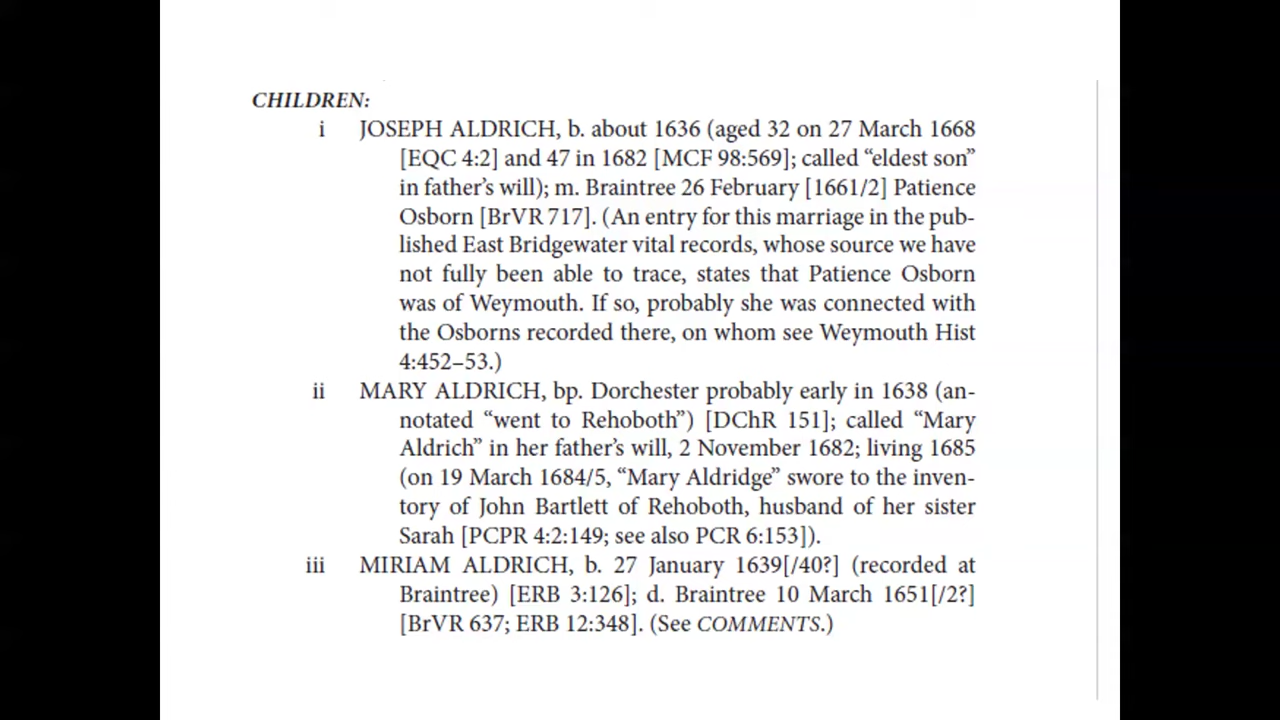 CHILDREN:
i JOSEPH ALDRICH, b. about 1636 (aged 32 on 27 March 1668
[EQC 4:2] and 47 in 1682 [MCF 98:569]; called “eldest son”
in father’s will); m. Braintree 26 February [1661/2] Patience
Osborn [BrVR 717]. (An entry for this marriage in the pub-
lished East Bridgewater vital records, whose source we have
not fully been able to trace, states that Patience Osborn
was of Weymouth. If so, probably she was connected with
the Osborns recorded there, on whom see Weymouth Hist
4:452–53.)
ii MARY ALDRICH, bp. Dorchester probably early in 1638 (an-
notated “went to Rehoboth”) [DChR 151]; called “Mary
Aldrich” in her father’s will, 2 November 1682; living 1685
(on 19 March 1684/5, “Mary Aldridge” swore to the inven-
tory of John Bartlett of Rehoboth, husband of her sister
Sarah [PCPR 4:2:149; see also PCR 6:153]).
iii MIRIAM ALDRICH, b. 27 January 1639[/40?] (recorded at
Braintree) [ERB 3:126]; d. Braintree 10 March 1651[/2?]
[BrVR 637; ERB 12:348]. (See COMMENTS.)